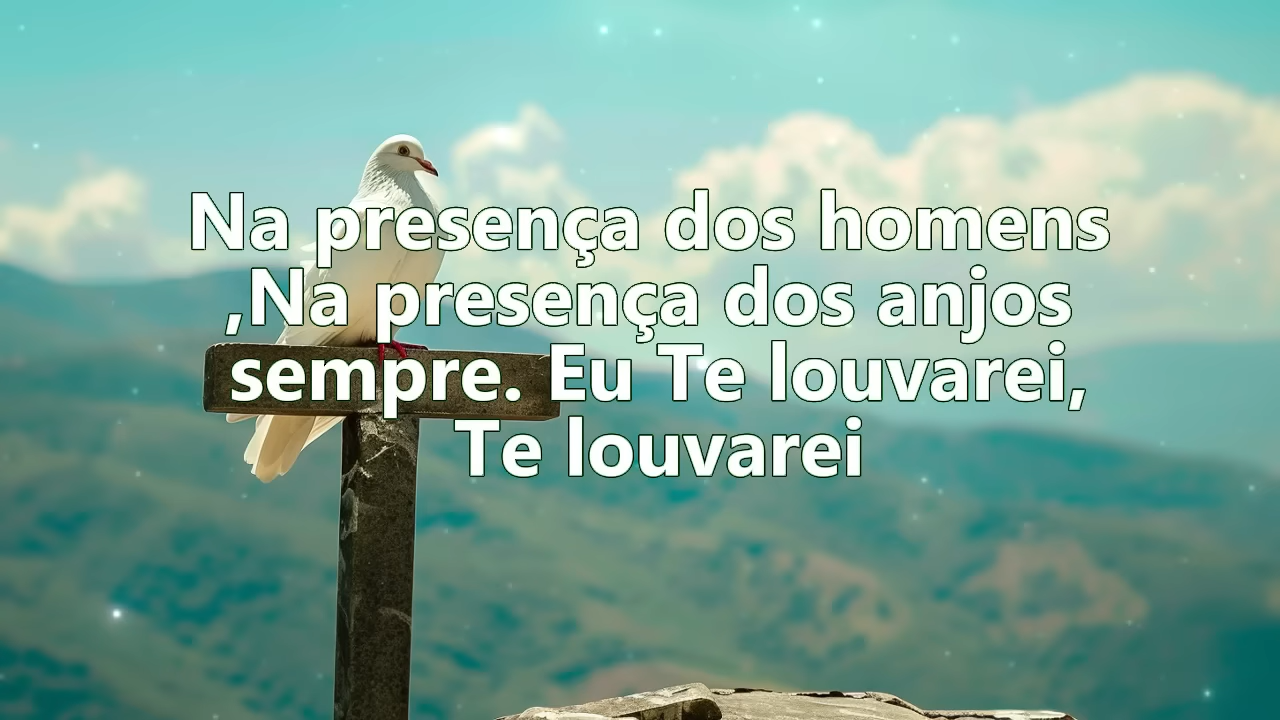 Na presença dos homens
,Na presença dos anjos
sempre. Eu Te louvarei,
Te louvarei